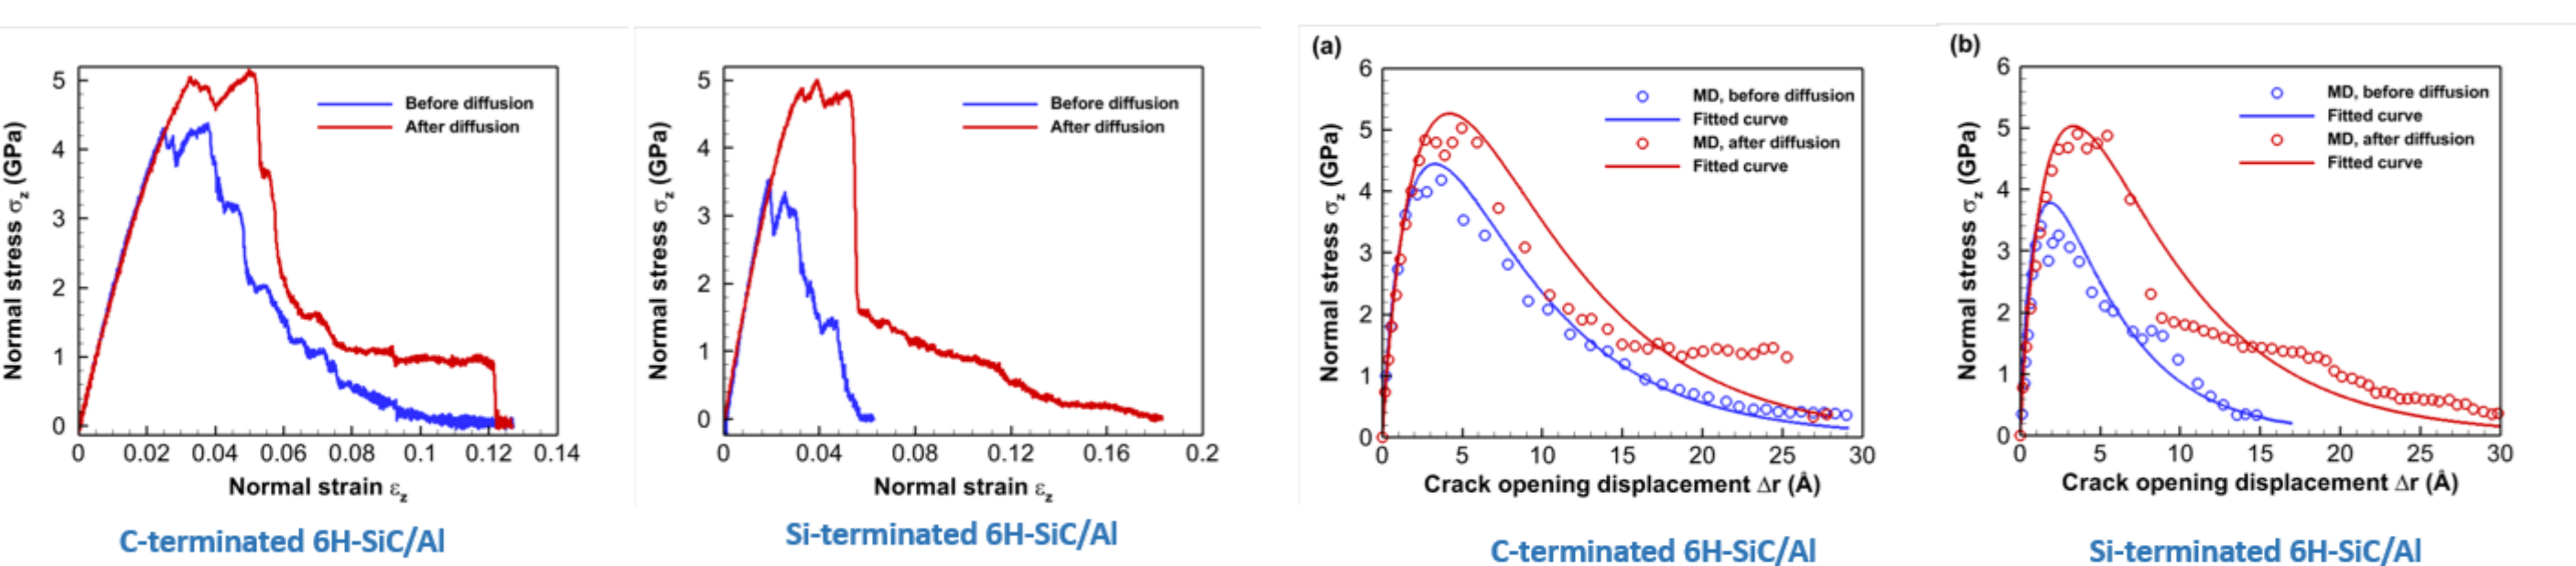 5
4
3
2
1
0
0
0.02
0.04
0.06
0.08
0.1
0.12
0.14
Normal stress σz (GPa)
Before diffusion
After diffusion
Normal strain εz
C-terminated 6H-SiC/Al
5
4
3
2
1
0
0
0.04
0.08
0.12
0.16
0.2
Normal stress σz (GPa)
Before diffusion
After diffusion
Normal strain εz
Si-terminated 6H-SiC/Al
(a)
6
5
4
3
2
1
0
0
5
10
15
20
25
30
Normal stress σz (GPa)
MD, before diffusion
Fitted curve
MD, after diffusion
Fitted curve
Crack opening displacement Δr (Å)
C-terminated 6H-SiC/Al
(b)
6
5
4
3
2
1
0
0
5
10
15
20
25
30
Normal stress σz (GPa)
MD, before diffusion
Fitted curve
MD, after diffusion
Fitted curve
Crack opening displacement Δr (Å)
Si-terminated 6H-SiC/Al